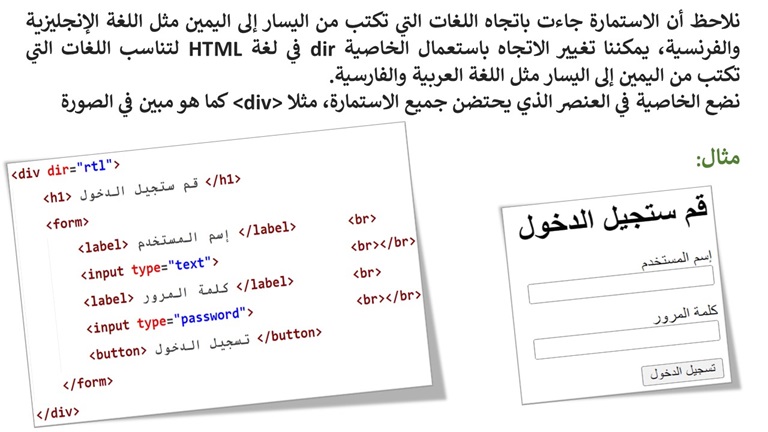 نلاحظ أن الاستمارة جاءت باتجاه اللغات التي تكتب من اليسار إلى اليمين مثل اللغة الإنجليزية
والفرنسية، يمكننا تغيير الاتجاه باستعمال الخاصية dir في لغة HTML لتناسب اللغات التي
تكتب من اليمين إلى اليسار مثل اللغة العربية والفارسية.
نضع الخاصية في العنصر الذي يحتضن جميع الاستمارة، مثلا <div> كما هو مبين في الصورة
مثال:
<div dir="rtl">
<h1> قم ستجيل الدخول </h1>
<form>
<label> إسم المستخدم </label> <br>
<input type="text"> <br></br>
<label> كلمة المرور </label> <br>
<input type="password"> <br></br>
<button> تسجيل الدخول </button>
</form>
</div>
قم ستجيل الدخول
إسم المستخدم
كلمة المرور
تسجيل الدخول